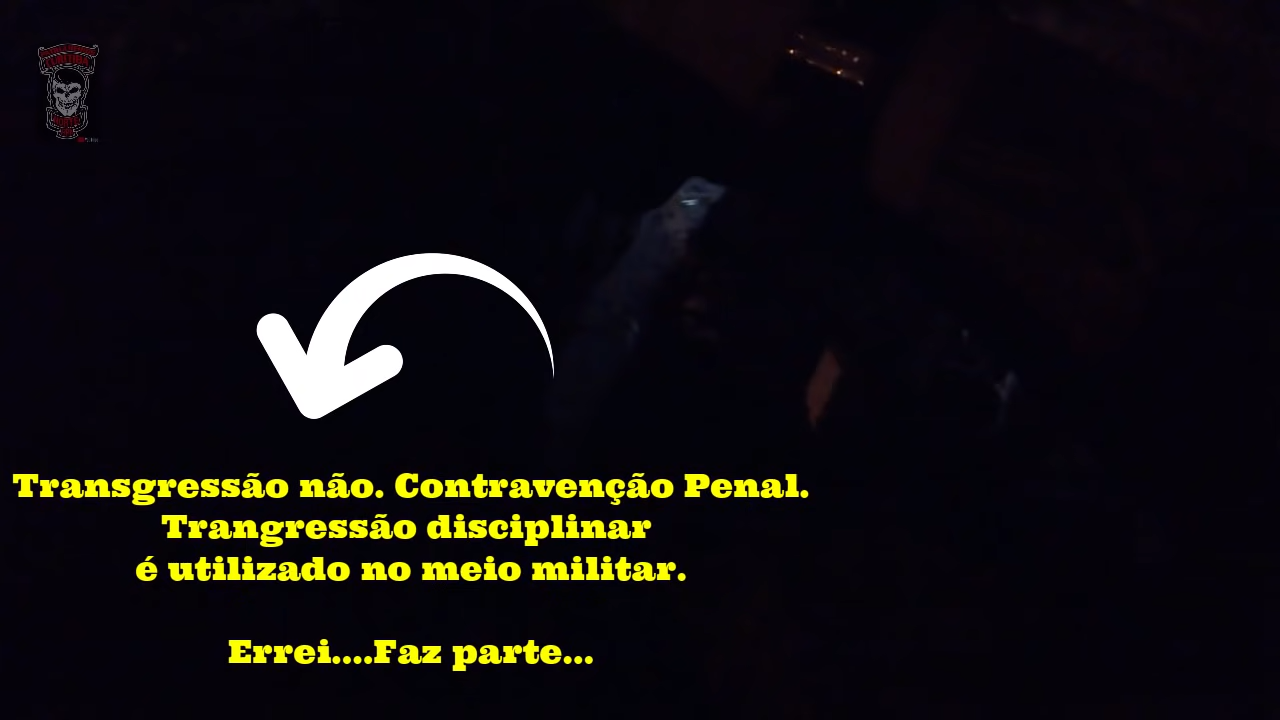 Transgressão não. Contravenção Penal.
Trangressão disciplinar
é utilizado no meio militar.
Errei....Faz parte...